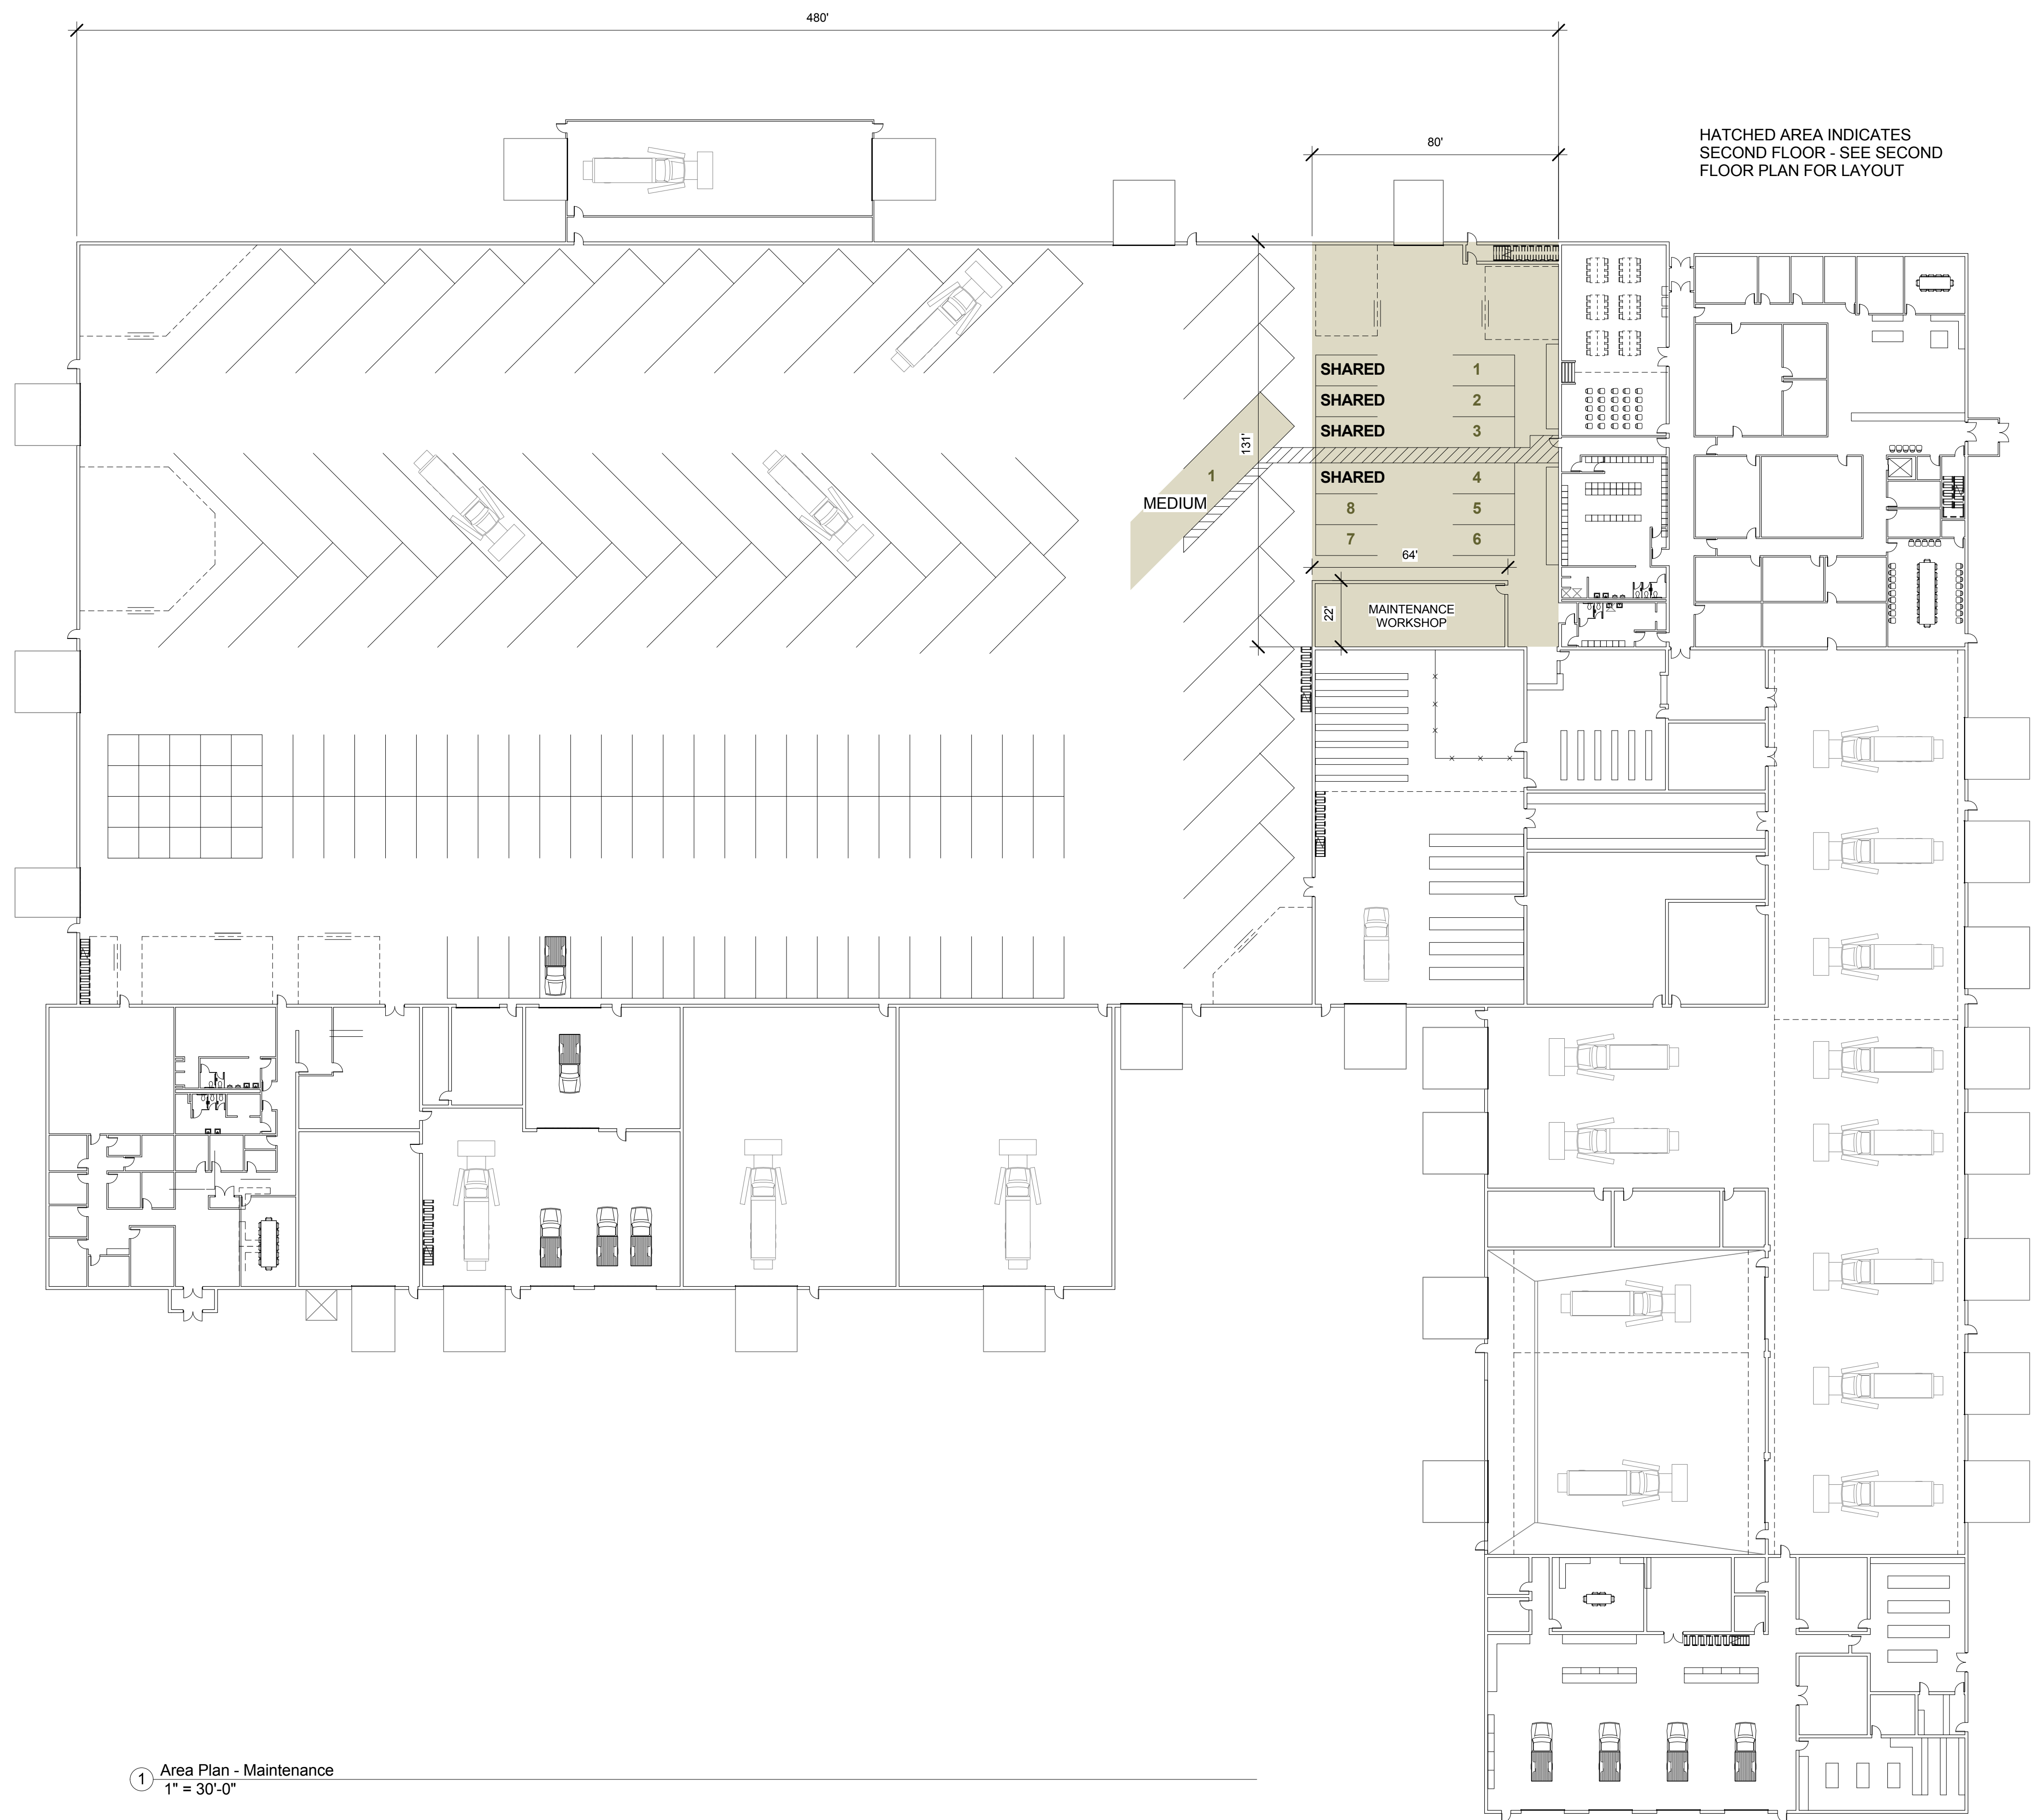 480'
80'
HATCHED AREA INDICATES
SECOND FLOOR - SEE SECOND
FLOOR PLAN FOR LAYOUT
SHARED 1
SHARED 2
SHARED 3
131'
1
MEDIUM
SHARED 4
8 5
7 6
64'
22'
MAINTENANCE
WORKSHOP
1 Area Plan - Maintenance
1" = 30'-0"